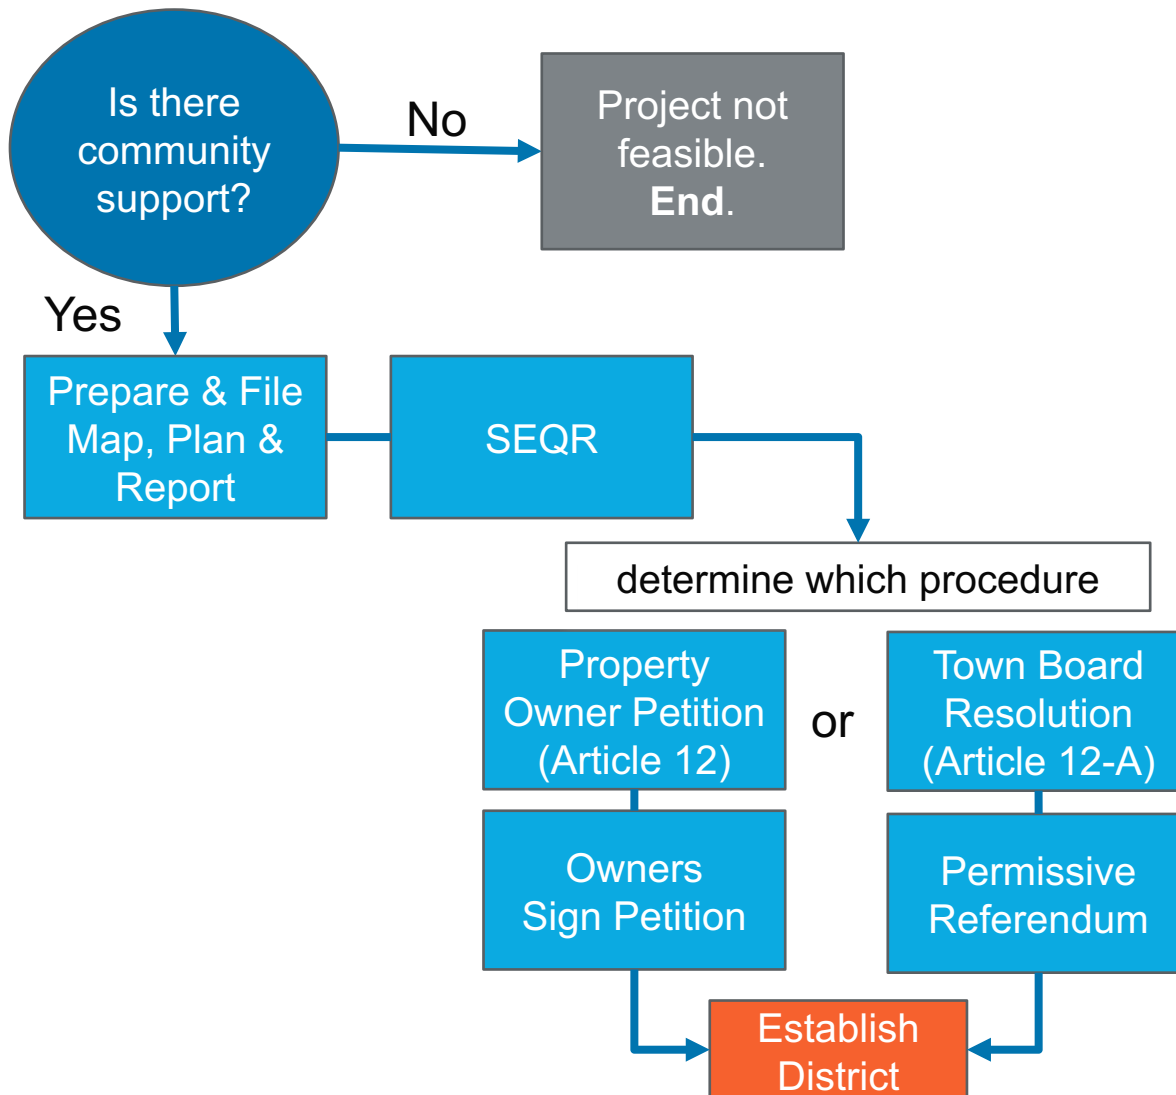 Is there
community
support?
No
Project not
feasible.
End.
Yes
Prepare & File
Map, Plan &
Report
SEQR
determine which procedure
Property
Owner Petition
(Article 12)
or
Town Board
Resolution
(Article 12-A)
Owners
Sign Petition
Permissive
Referendum
Establish
District